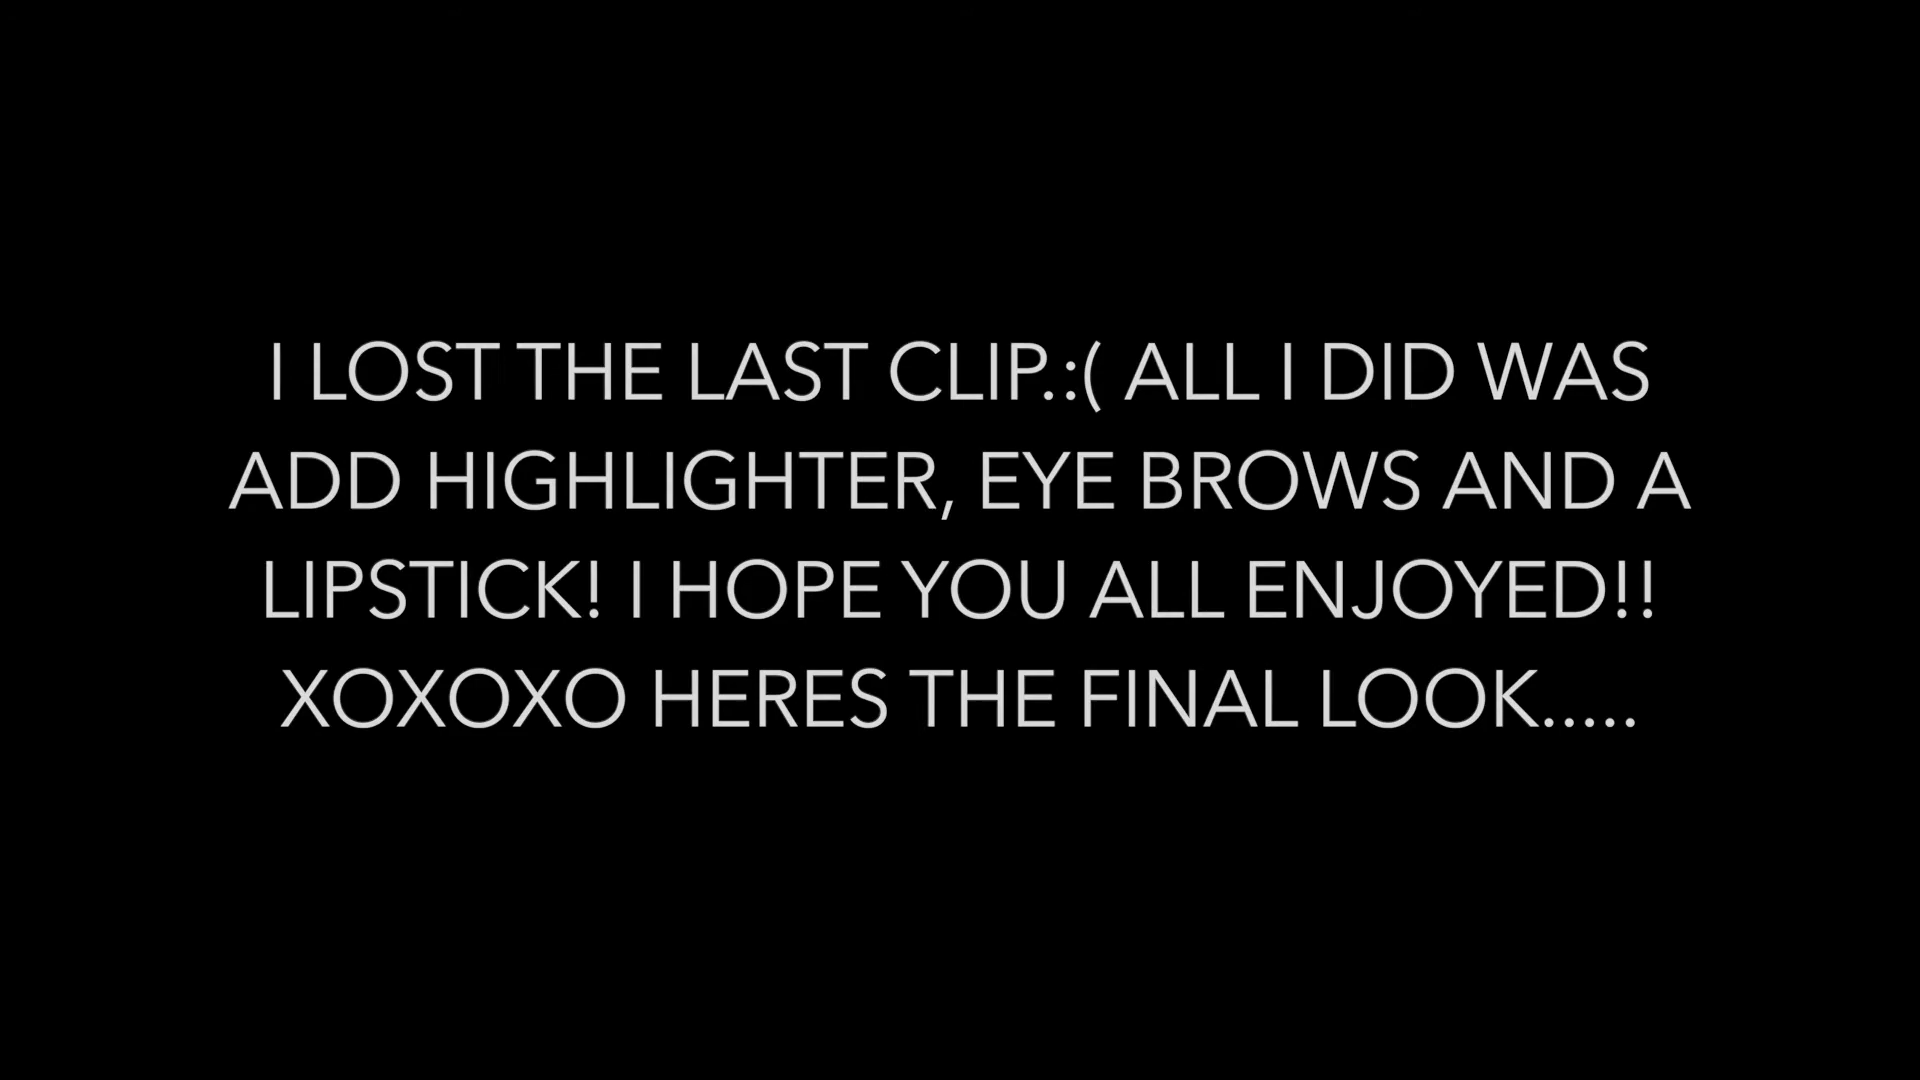 I LOST THE LAST CLIP.:( ALL I DID WAS
ADD HIGHLIGHTER, EYE BROWS AND A
LIPSTICK! I HOPE YOU ALL ENJOYED!!
XOXOXO HERES THE FINAL LOOK.....